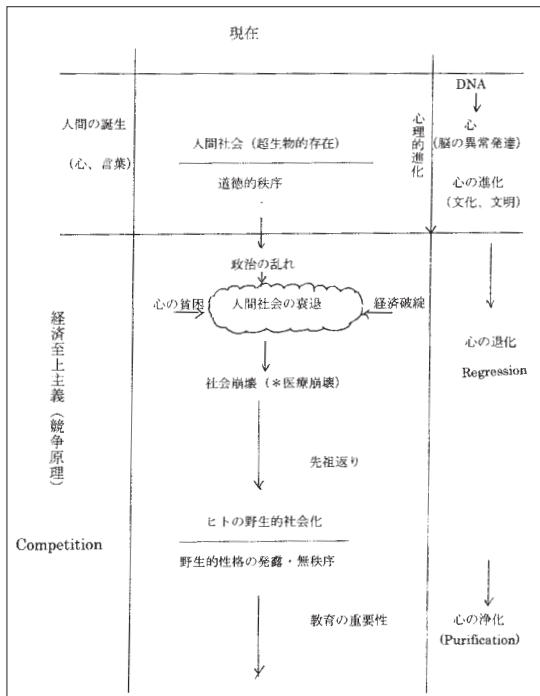 現在
人間の誕生
(心、言葉)
人間社会 (超生物的存在)
道徳的秩序
心理的進化
DNA
心
(脳の異常発達)
心の進化
(文化、文明)
政治の乱れ
心の貧困
人間社会の衰退
経済破綻
経済至上主義 (競争原理)
Competition
社会崩壊 (*医療崩壊)
先祖返り
ヒトの野生的社会化
野生的性格の発露・無秩序
教育の重要性
心の退化
Regression
心の浄化
(Purification)